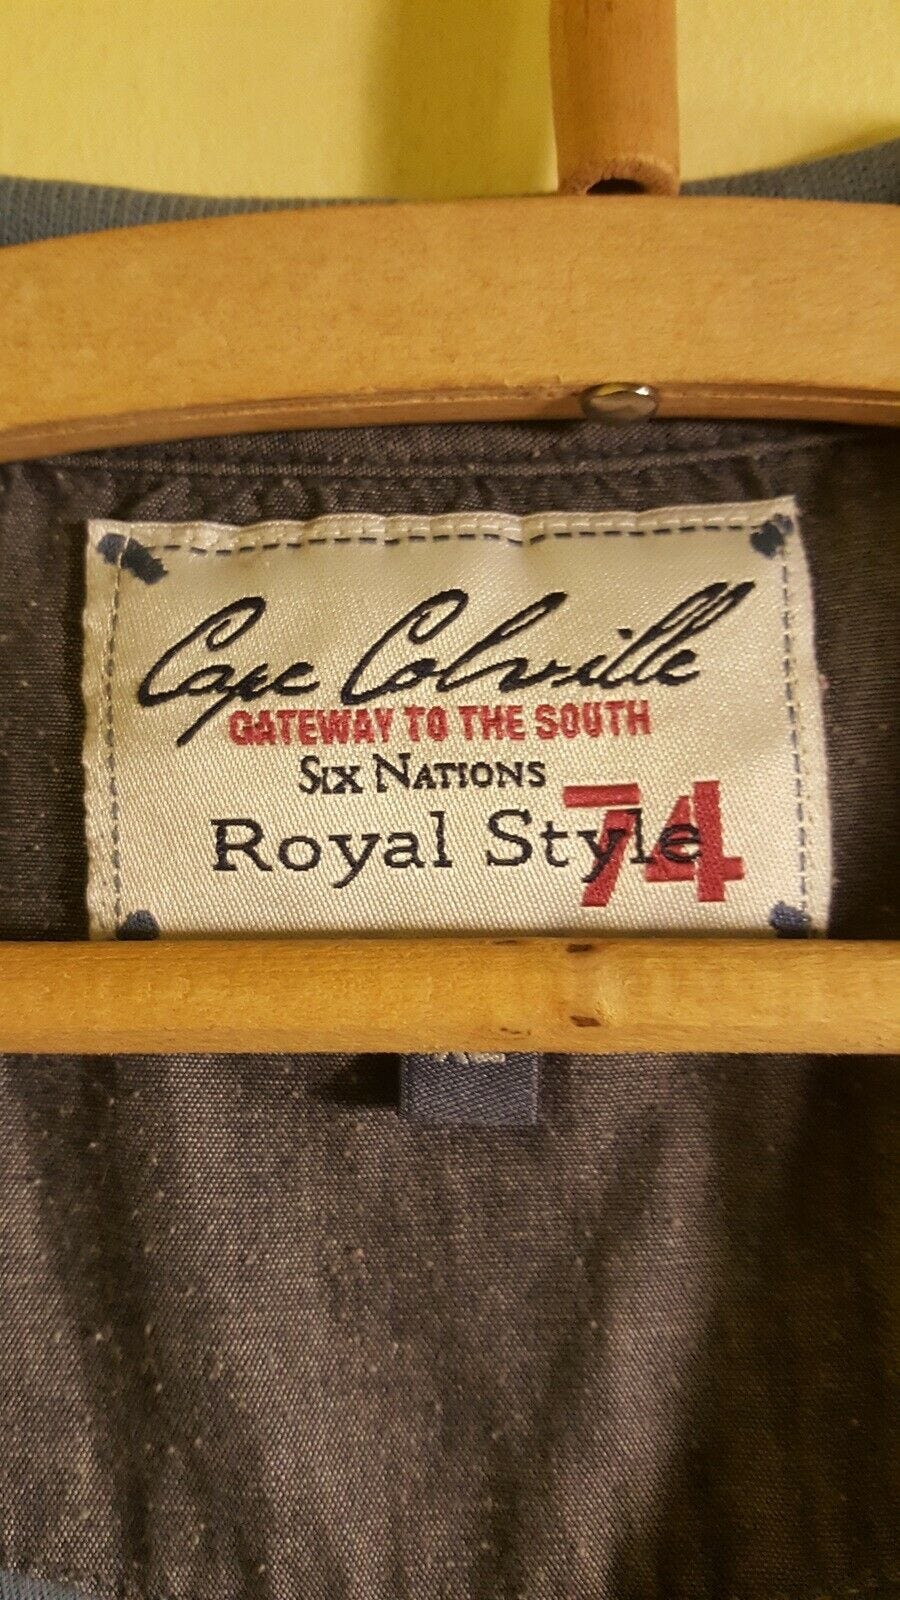 Cape Colville
GATEWAY TO THE SOUTH
SIX NATIONS
Royal Style
74